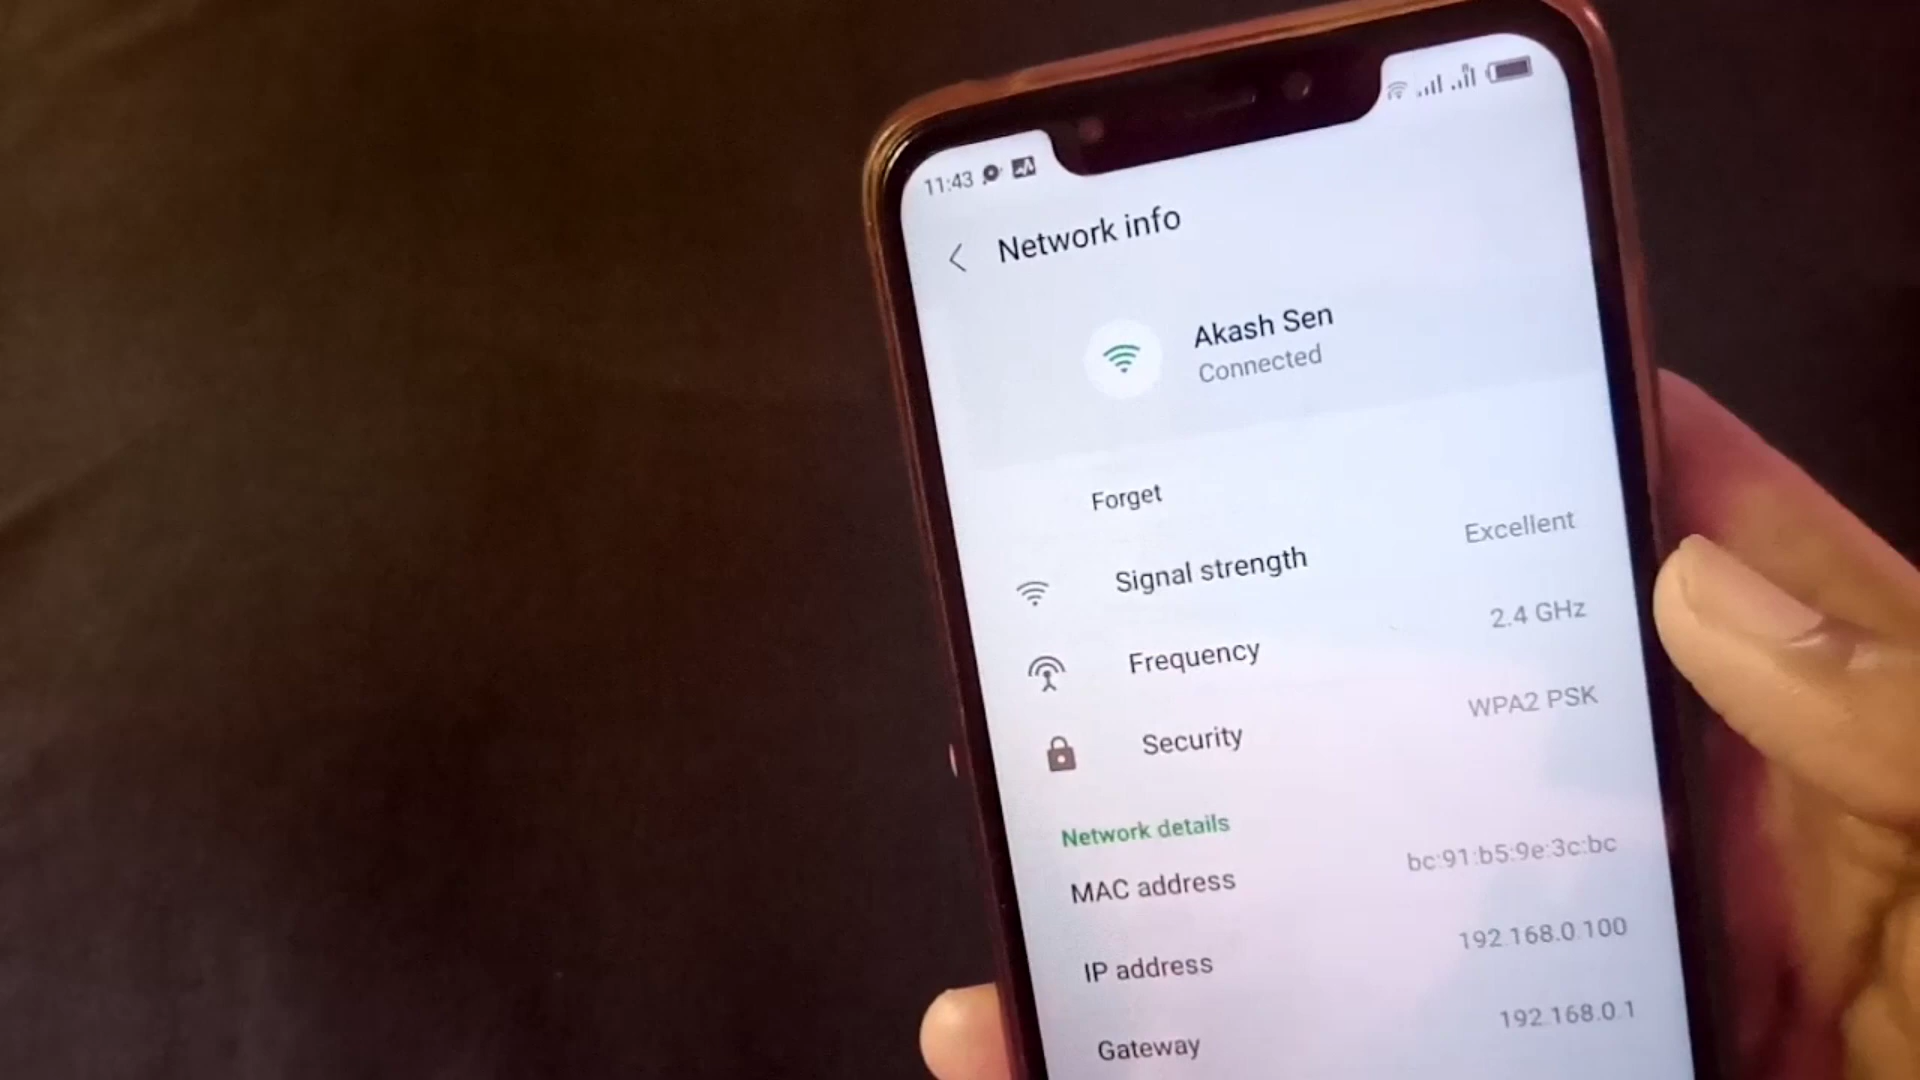 11:43
Network info
Akash Sen
Connected
Forget
Signal strength Excellent
Frequency 2.4 GHz
Security WPA2 PSK
Network details
MAC address bc:91:b5:9e:3c:bc
IP address 192.168.0.100
Gateway 192.168.0.1